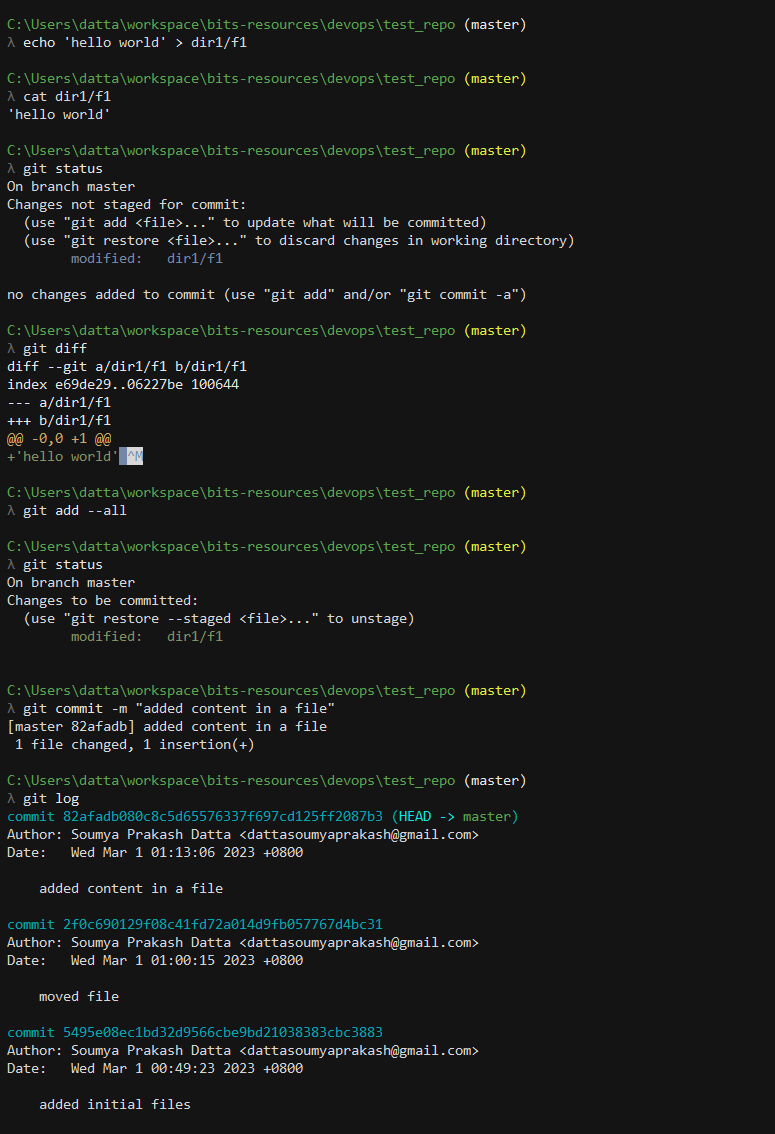 C:\Users\datta\workspace\bits-resources\devops\test_repo (master)
λ echo 'hello world' > dir1/f1
C:\Users\datta\workspace\bits-resources\devops\test_repo (master)
λ cat dir1/f1
'hello world'
C:\Users\datta\workspace\bits-resources\devops\test_repo (master)
λ git status
On branch master
Changes not staged for commit:
  (use "git add <file>..." to update what will be committed)
  (use "git restore <file>..." to discard changes in working directory)
        modified:   dir1/f1
no changes added to commit (use "git add" and/or "git commit -a")
C:\Users\datta\workspace\bits-resources\devops\test_repo (master)
λ git diff
diff --git a/dir1/f1 b/dir1/f1
index e69de29..06227be 100644
--- a/dir1/f1
+++ b/dir1/f1
@@ -0,0 +1 @@
+'hello world' ^M
C:\Users\datta\workspace\bits-resources\devops\test_repo (master)
λ git add --all
C:\Users\datta\workspace\bits-resources\devops\test_repo (master)
λ git status
On branch master
Changes to be committed:
  (use "git restore --staged <file>..." to unstage)
        modified:   dir1/f1
C:\Users\datta\workspace\bits-resources\devops\test_repo (master)
λ git commit -m "added content in a file"
[master 82afadb] added content in a file
 1 file changed, 1 insertion(+)
C:\Users\datta\workspace\bits-resources\devops\test_repo (master)
λ git log
commit 82afadb080c8c5d65576337f697cd125ff2087b3 (HEAD -> master)
Author: Soumya Prakash Datta <dattasoumyaprakash@gmail.com>
Date:   Wed Mar 1 01:13:06 2023 +0800
    added content in a file
commit 2f0c690129f08c41fd72a014d9fb057767d4bc31
Author: Soumya Prakash Datta <dattasoumyaprakash@gmail.com>
Date:   Wed Mar 1 01:00:15 2023 +0800
    moved file
commit 5495e08ec1bd32d9566cbe9bd21038383cbc3883
Author: Soumya Prakash Datta <dattasoumyaprakash@gmail.com>
Date:   Wed Mar 1 00:49:23 2023 +0800
    added initial files